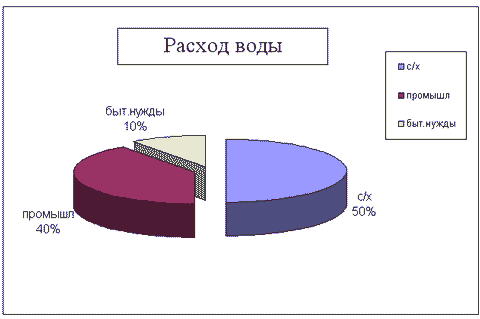 Расход воды
с/х
промышл
быт.нужды
быт.нужды
10%
с/х
50%
промышл
40%